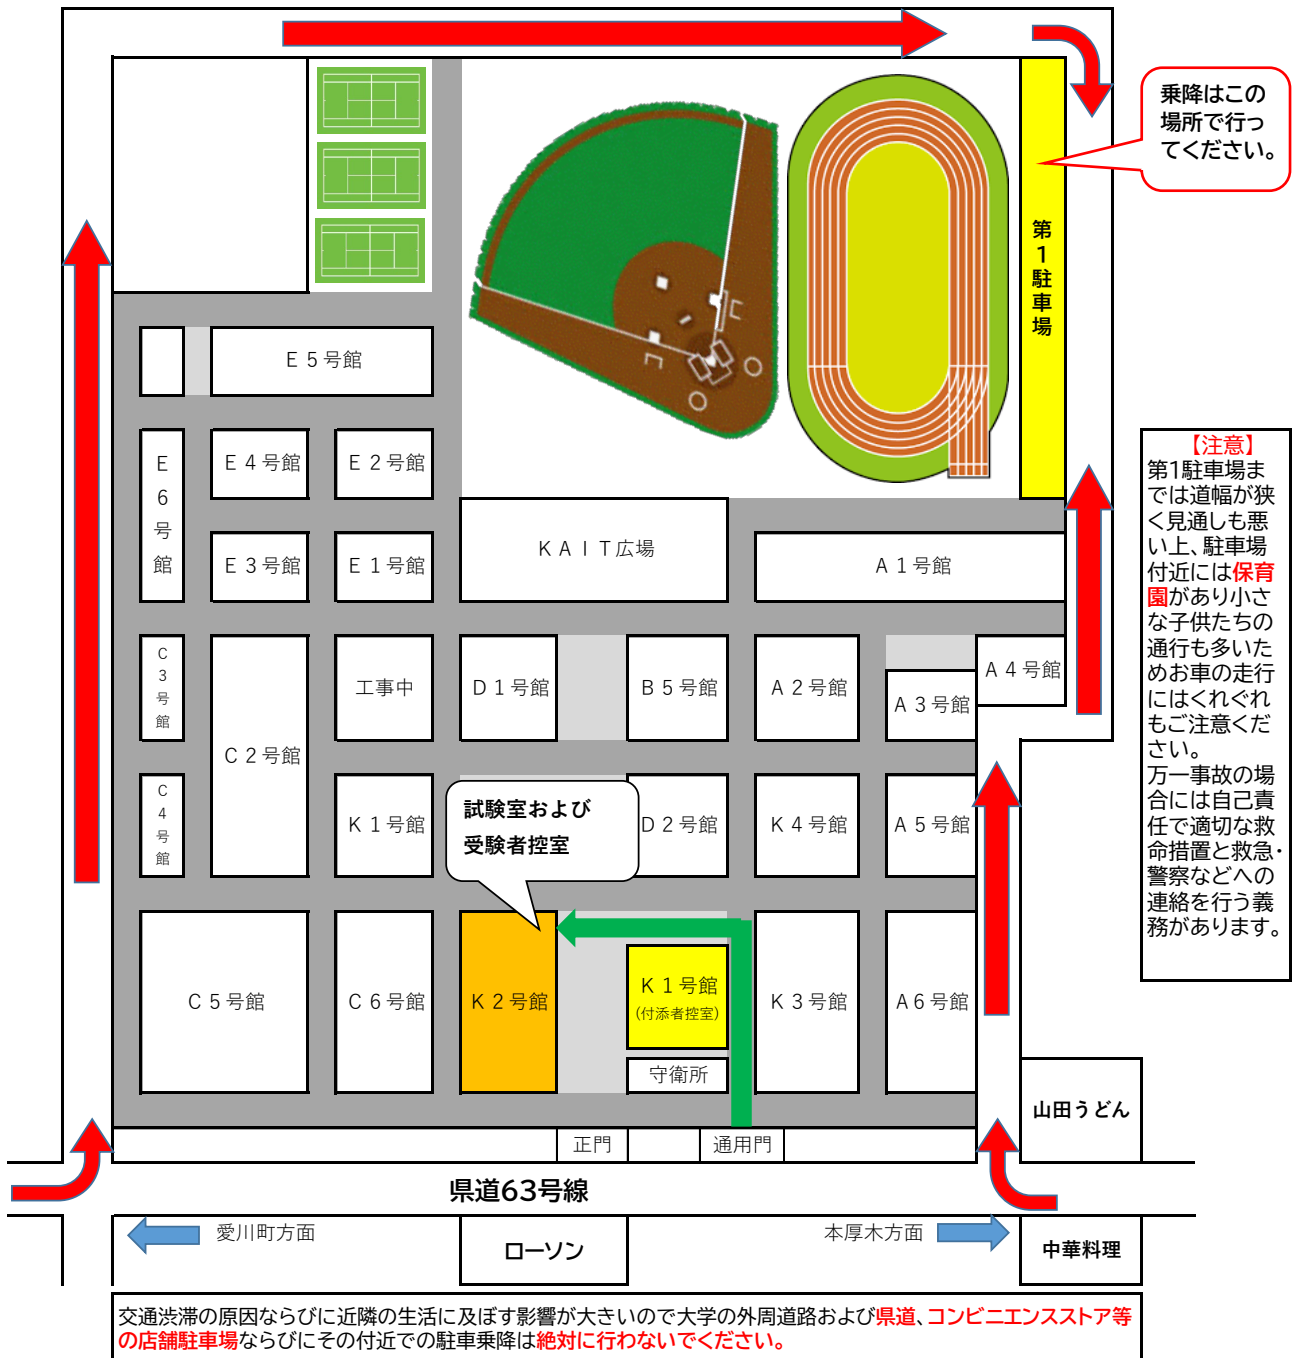 乗降はこの
場所で行っ
てください。
第
1
駐
車
場
E5号館
E
6
号
館
E4号館
E2号館
E3号館
E1号館
KAIT広場
A1号館
【注意】
第1駐車場ま
では道幅が狭
く見通しも悪
い上、駐車場
付近には保育
園があり小さ
な子供たちの
通行も多いた
めお車の走行
にはくれぐれ
もご注意くだ
さい。
万一事故の場
合には自己責
任で適切な救
命措置と救急・
警察などへの
連絡を行う義
務があります。
C
3
号
館
C2号館
工事中
D1号館
B5号館
A2号館
A3号館
A4号館
C
4
号
館
K1号館
試験室および
受験者控室
D2号館
K4号館
A5号館
C5号館
C6号館
K2号館
K1号館
(付添者控室)
守衛所
K3号館
A6号館
山田うどん
正門
通用門
県道63号線
愛川町方面
ローソン
本厚木方面
中華料理
交通渋滞の原因ならびに近隣の生活に及ぼす影響が大きいので大学の外周道路および県道、コンビニエンスストア等
の店舗駐車場ならびにその付近での駐車乗降は絶対に行わないでください。